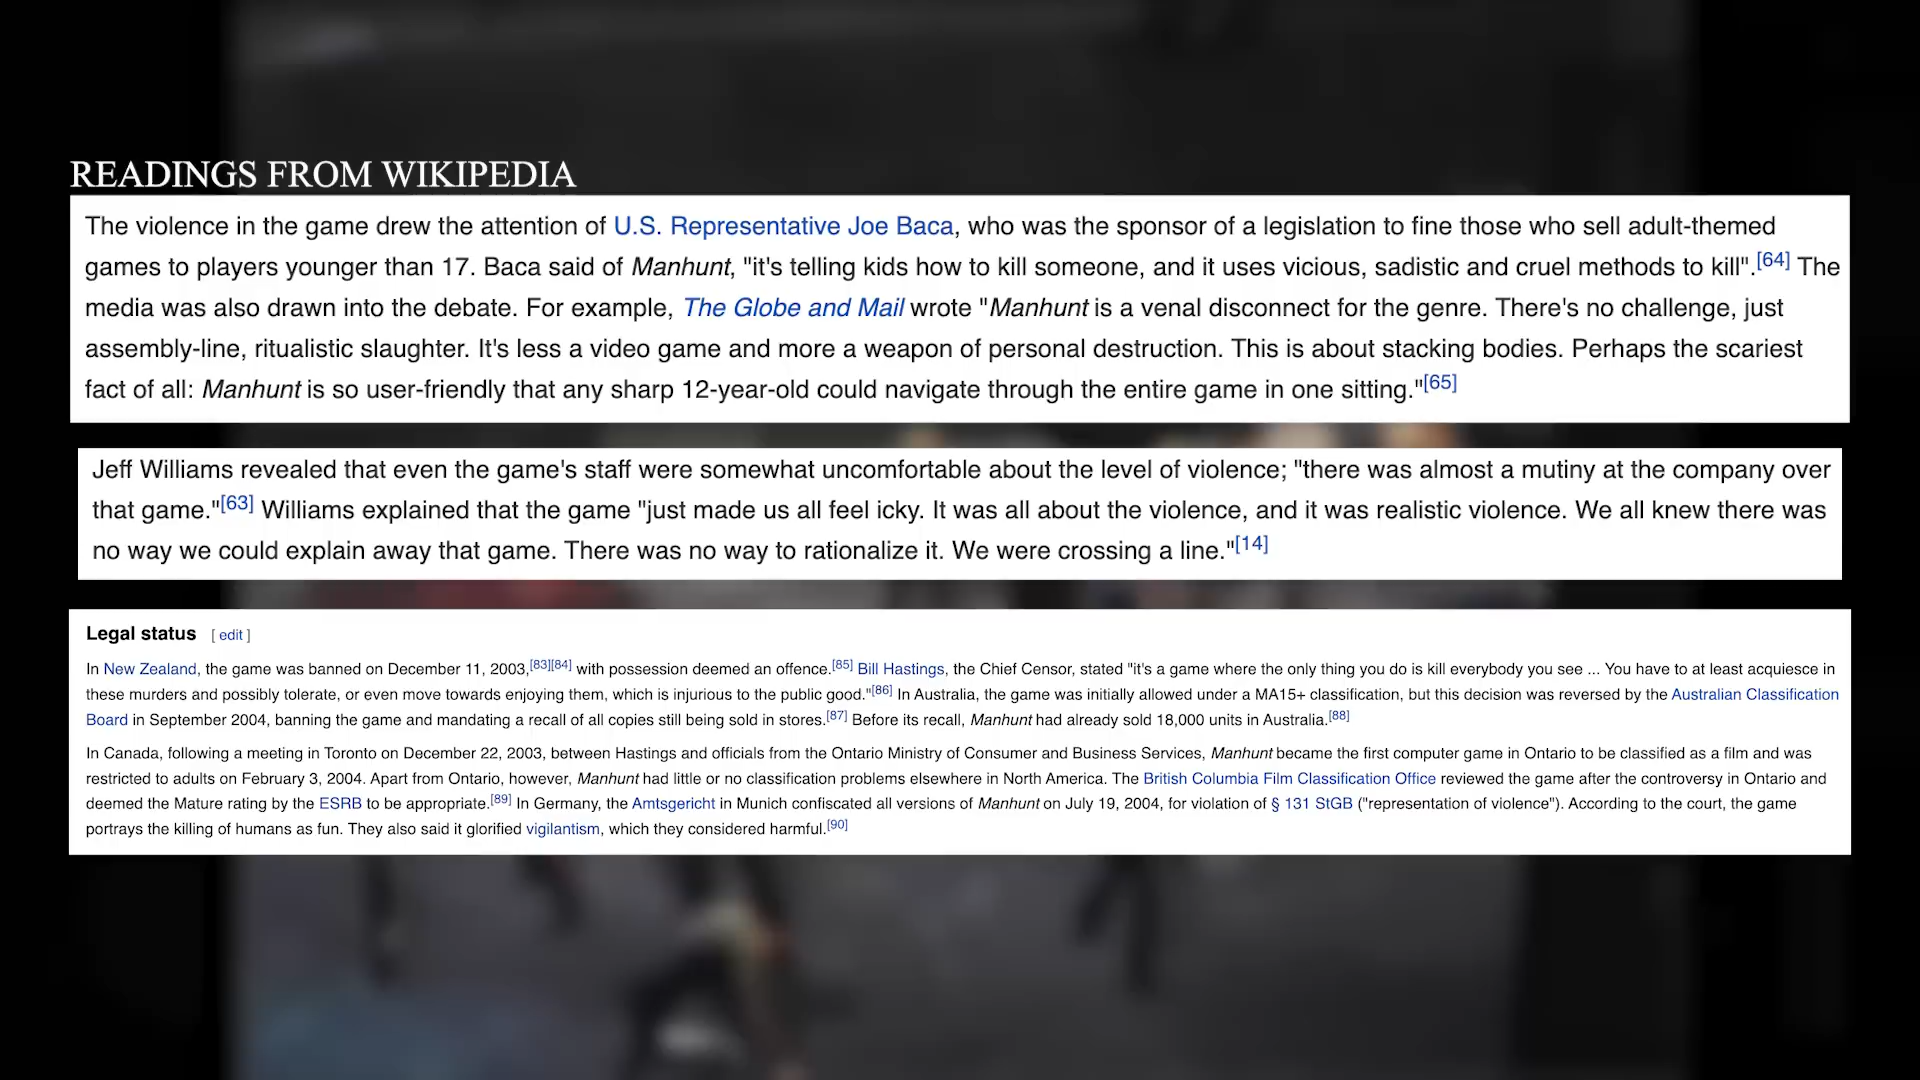 READINGS FROM WIKIPEDIA
The violence in the game drew the attention of U.S. Representative Joe Baca, who was the sponsor of a legislation to fine those who sell adult-themed
games to players younger than 17. Baca said of Manhunt, "it's telling kids how to kill someone, and it uses vicious, sadistic and cruel methods to kill".[64] The
media was also drawn into the debate. For example, The Globe and Mail wrote "Manhunt is a venal disconnect for the genre. There's no challenge, just
assembly-line, ritualistic slaughter. It's less a video game and more a weapon of personal destruction. This is about stacking bodies. Perhaps the scariest
fact of all: Manhunt is so user-friendly that any sharp 12-year-old could navigate through the entire game in one sitting."[65]
Jeff Williams revealed that even the game's staff were somewhat uncomfortable about the level of violence; "there was almost a mutiny at the company over
that game."[63] Williams explained that the game "just made us all feel icky. It was all about the violence, and it was realistic violence. We all knew there was
no way we could explain away that game. There was no way to rationalize it. We were crossing a line."[14]
Legal status [ edit ]
In New Zealand, the game was banned on December 11, 2003,[83][84] with possession deemed an offence.[85] Bill Hastings, the Chief Censor, stated "it's a game where the only thing you do is kill everybody you see ... You have to at least acquiesce in
these murders and possibly tolerate, or even move towards enjoying them, which is injurious to the public good."[86] In Australia, the game was initially allowed under a MA15+ classification, but this decision was reversed by the Australian Classification
Board in September 2004, banning the game and mandating a recall of all copies still being sold in stores.[87] Before its recall, Manhunt had already sold 18,000 units in Australia.[88]
In Canada, following a meeting in Toronto on December 22, 2003, between Hastings and officials from the Ontario Ministry of Consumer and Business Services, Manhunt became the first computer game in Ontario to be classified as a film and was
restricted to adults on February 3, 2004. Apart from Ontario, however, Manhunt had little or no classification problems elsewhere in North America. The British Columbia Film Classification Office reviewed the game after the controversy in Ontario and
deemed the Mature rating by the ESRB to be appropriate.[89] In Germany, the Amtsgericht in Munich confiscated all versions of Manhunt on July 19, 2004, for violation of § 131 StGB ("representation of violence"). According to the court, the game
portrays the killing of humans as fun. They also said it glorified vigilantism, which they considered harmful.[90]